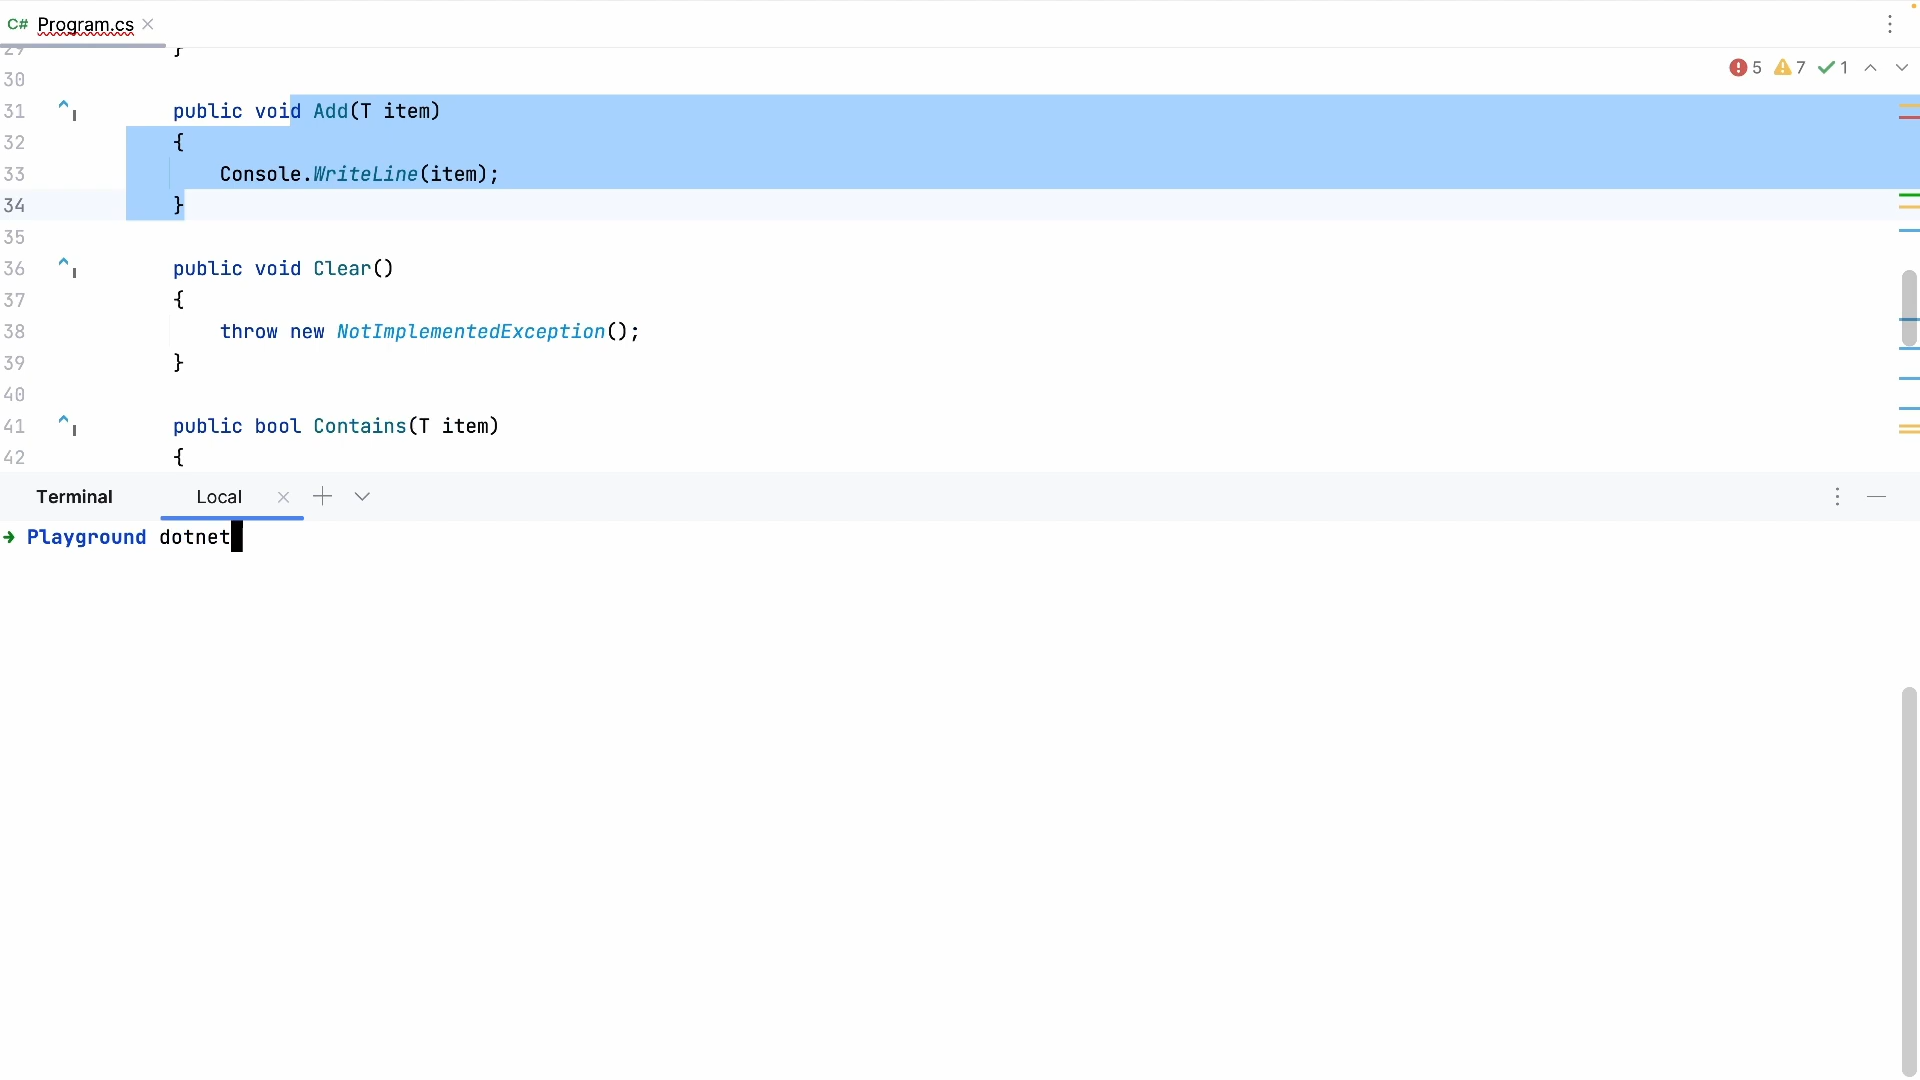 C# Program.cs
29 }
30
5 7 1
31 public void Add(T item)
32 {
33 Console.WriteLine(item);
34 }
35
36 public void Clear()
37 {
38 throw new NotImplementedException();
39 }
40
41 public bool Contains(T item)
42 {
Terminal Local
➜ Playground dotnet